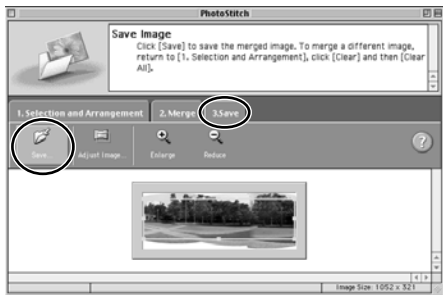 PhotoStitch
Save Image
Click [Save] to save the merged image. To merge a different image,
return to [1. Selection and Arrangement], click [Clear] and then [Clear
All].
1. Selection and Arrangement
2. Merge
3.Save
Save...
Adjust Image...
Enlarge
Reduce
?
Image Size: 1052 x 321